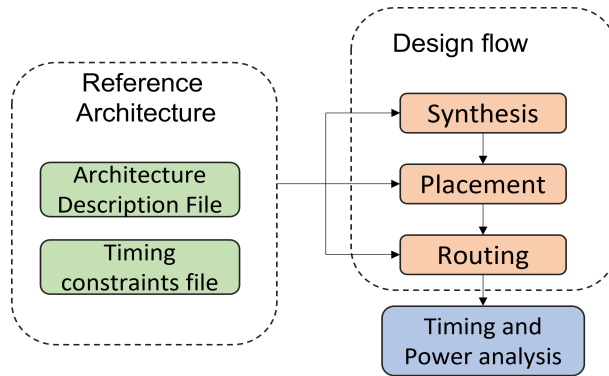 Reference
Architecture
Architecture
Description File
Timing
constraints file
Design flow
Synthesis
Placement
Routing
Timing and
Power analysis